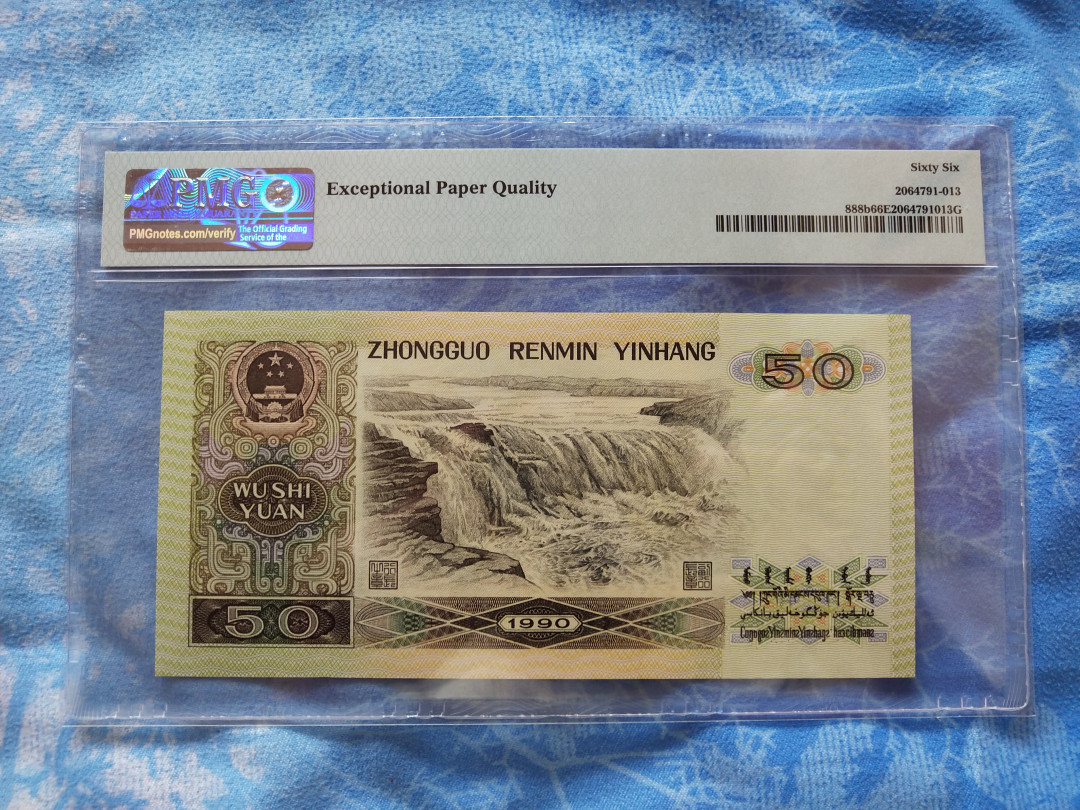 PMG
PMGnotes.com/verify
The Official Grading
Service of the
Exceptional Paper Quality
Sixty Six
2064791-013
888b66E2064791013G
ZHONGGUO RENMIN YINHANG
50
WU SHI
YUAN
50
1990